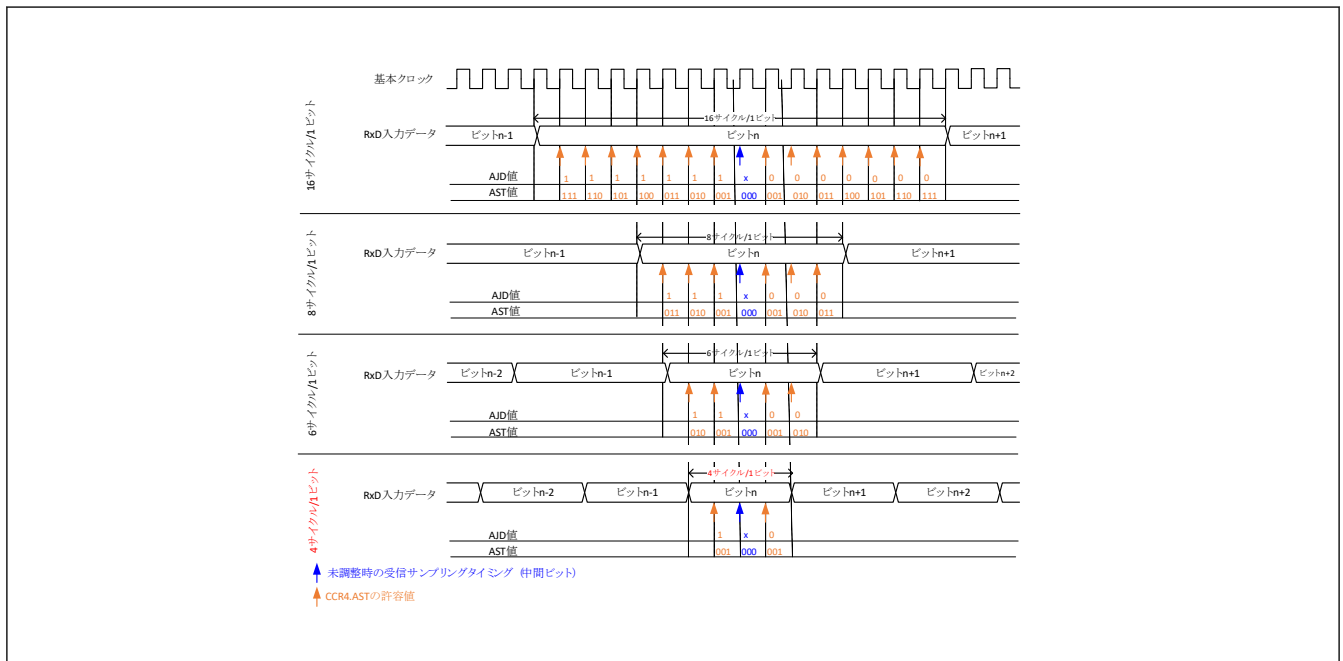 基本クロック
16サイクル/1ビット
16サイクル/1ビット
RxD入力データ ビットn-1 ビットn ビットn+1
AJD値 1 1 1 1 1 1 1 x 0 0 0 0 0 0 0
AST値 111 110 101 100 011 010 001 000 001 010 011 100 101 110 111
8サイクル/1ビット
8サイクル/1ビット
RxD入力データ ビットn-1 ビットn ビットn+1
AJD値 1 1 1 x 0 0 0
AST値 011 010 001 000 001 010 011
6サイクル/1ビット
6サイクル/1ビット
RxD入力データ ビットn-2 ビットn-1 ビットn ビットn+1 ビットn+2
AJD値 1 1 x 0 0
AST値 010 001 000 001 010
4サイクル/1ビット
4サイクル/1ビット
RxD入力データ ビットn-2 ビットn-1 ビットn ビットn+1 ビットn+2
AJD値 1 x 0
AST値 001 000 001
未調整時の受信サンプリングタイミング (中間ビット)
CCR4.ASTの許容値